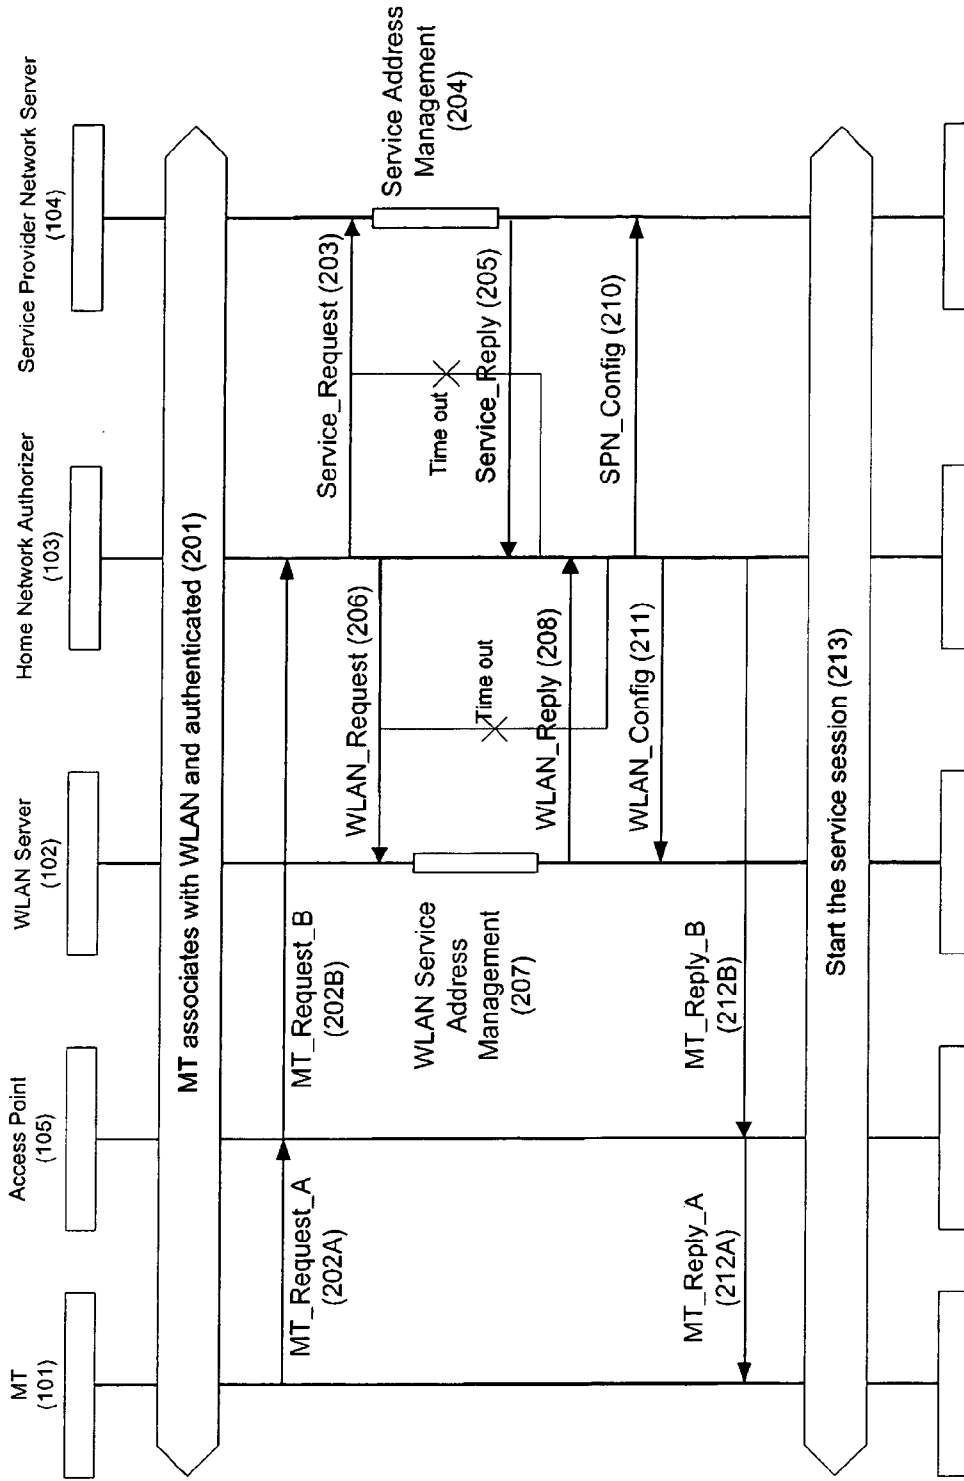 MT
(101)
Access Point
(105)
WLAN Server
(102)
Home Network Authorizer
(103)
Service Provider Network Server
(104)
MT associates with WLAN and authenticated (201)
MT_Request_A
(202A)
MT_Request_B
(202B)
Service_Request (203)
WLAN_Request (206)
Service Address
Management
(204)
Time out
Service_Reply (205)
WLAN Service
Address
Management
(207)
Time out
WLAN_Reply (208)
SPN_Config (210)
WLAN_Config (211)
MT_Reply_B
(212B)
MT_Reply_A
(212A)
Start the service session (213)